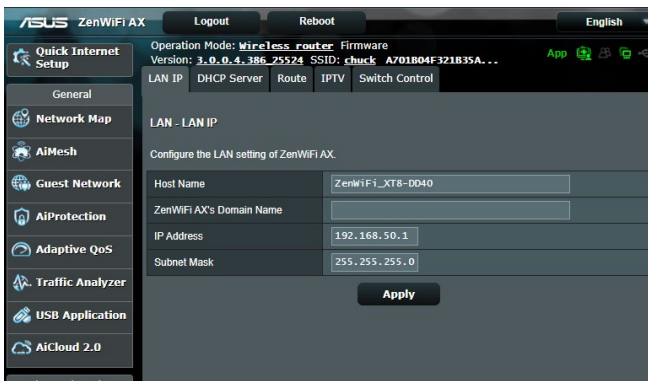 ASUS ZenWiFi AX Logout Reboot English
Quick Internet Setup
Operation Mode: Wireless router Firmware
Version: 3.0.0.4.386_25524 SSID: chuck A701B04F321B35A...
App
LAN IP DHCP Server Route IPTV Switch Control
General
Network Map
AiMesh
Guest Network
AiProtection
Adaptive QoS
Traffic Analyzer
USB Application
AiCloud 2.0
LAN - LAN IP
Configure the LAN setting of ZenWiFi AX.
Host Name ZenWiFi_XT8-DD40
ZenWiFi AX's Domain Name
IP Address 192.168.50.1
Subnet Mask 255.255.255.0
Apply